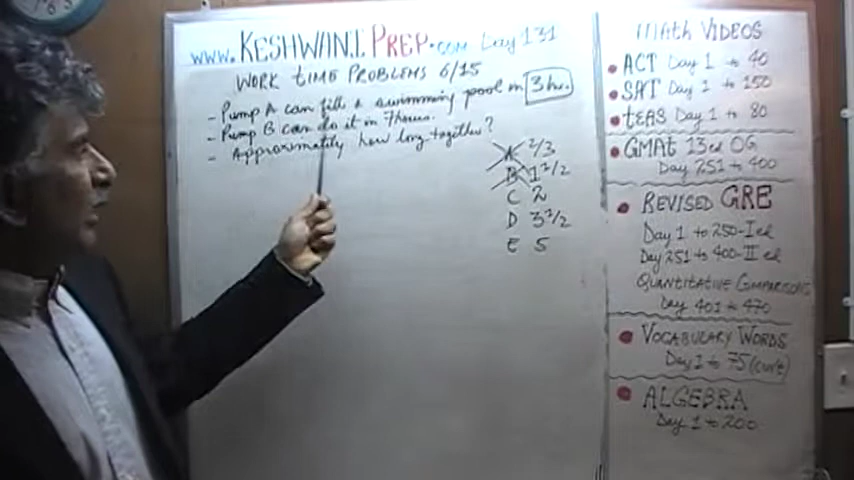 www.KESHWANI PREP.com Day 131
WORK TIME PROBLEMS 6/15
- Pump A can fill a swimming pool in 3 hrs.
- Pump B can do it in 7 hours.
- Approximately how long together?
A 2/3
B 1 1/2
C 2
D 3 1/2
E 5
Math Videos
ACT Day 1 to 40
SAT Day 1 to 150
TEAS Day 1 to 80
GMAT 13ed OG
Day 251 to 400
REVISED GRE
Day 1 to 250-I ed
Day 251 to 400-II ed
QUANTITATIVE COMPARISONS
Day 401 to 470
VOCABULARY WORDS
Day 1 to 75
ALGEBRA
Day 1 to 200